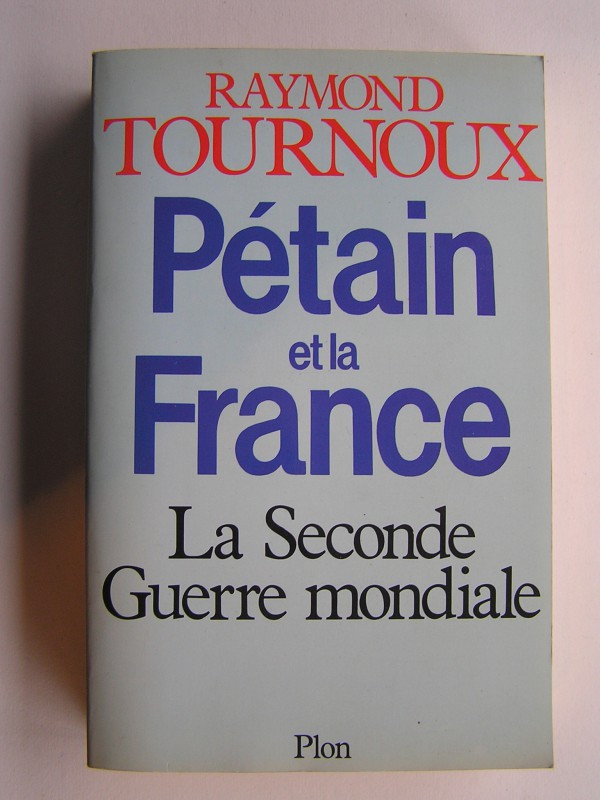 RAYMOND
TOURNOUX
Pétain
et la
France
La Seconde
Guerre mondiale
Plon